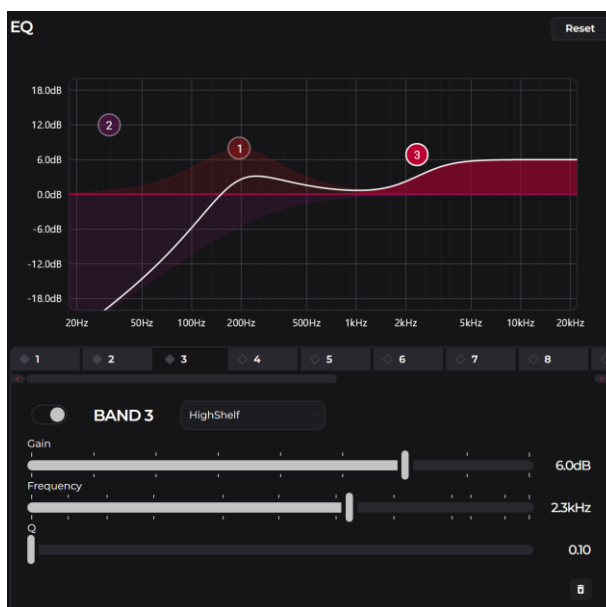 EQ
Reset
18.0dB
12.0dB
6.0dB
0.0dB
-6.0dB
-12.0dB
-18.0dB
2
1
3
20Hz 50Hz 100Hz 200Hz 500Hz 1kHz 2kHz 5kHz 10kHz 20kHz
1 2 3 4 5 6 7 8
BAND 3 HighShelf
Gain
6.0dB
Frequency
2.3kHz
Q
0.10